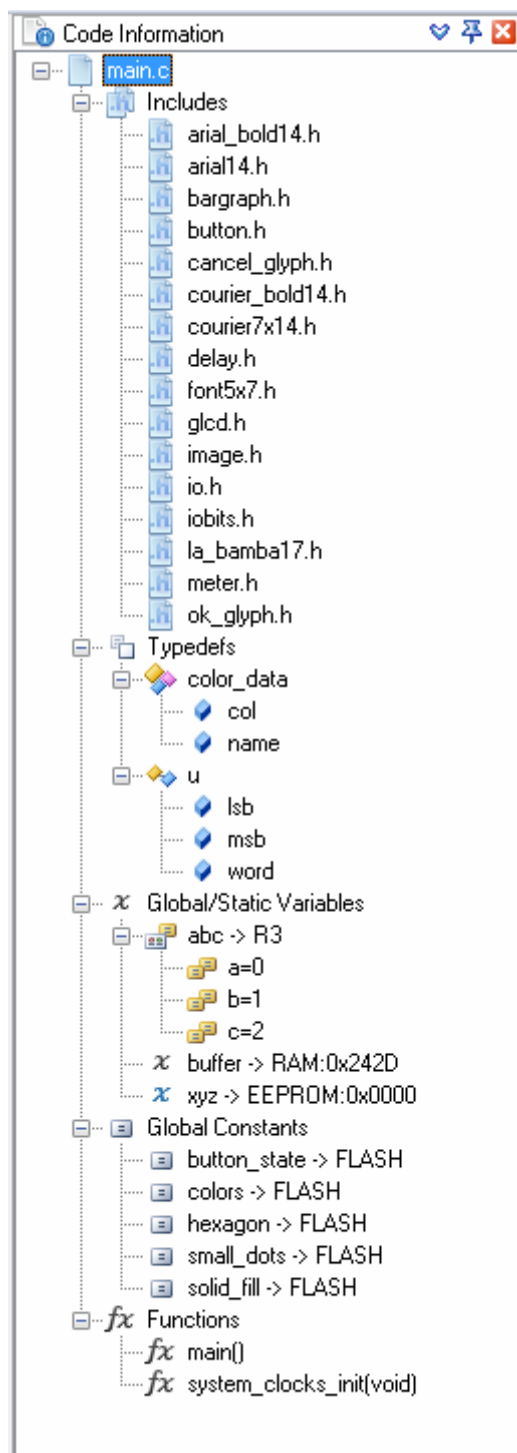 Code Information
main.c
Includes
arial_bold14.h
arial14.h
bargraph.h
button.h
cancel_glyph.h
courier_bold14.h
courier7x14.h
delay.h
font5x7.h
glcd.h
image.h
io.h
iobits.h
la_bamba17.h
meter.h
ok_glyph.h
Typedefs
color_data
col
name
u
lsb
msb
word
x Global/Static Variables
abc -> R3
a=0
b=1
c=2
x buffer -> RAM:0x242D
x xyz -> EEPROM:0x0000
Global Constants
button_state -> FLASH
colors -> FLASH
hexagon -> FLASH
small_dots -> FLASH
solid_fill -> FLASH
fx Functions
fx main()
fx system_clocks_init(void)